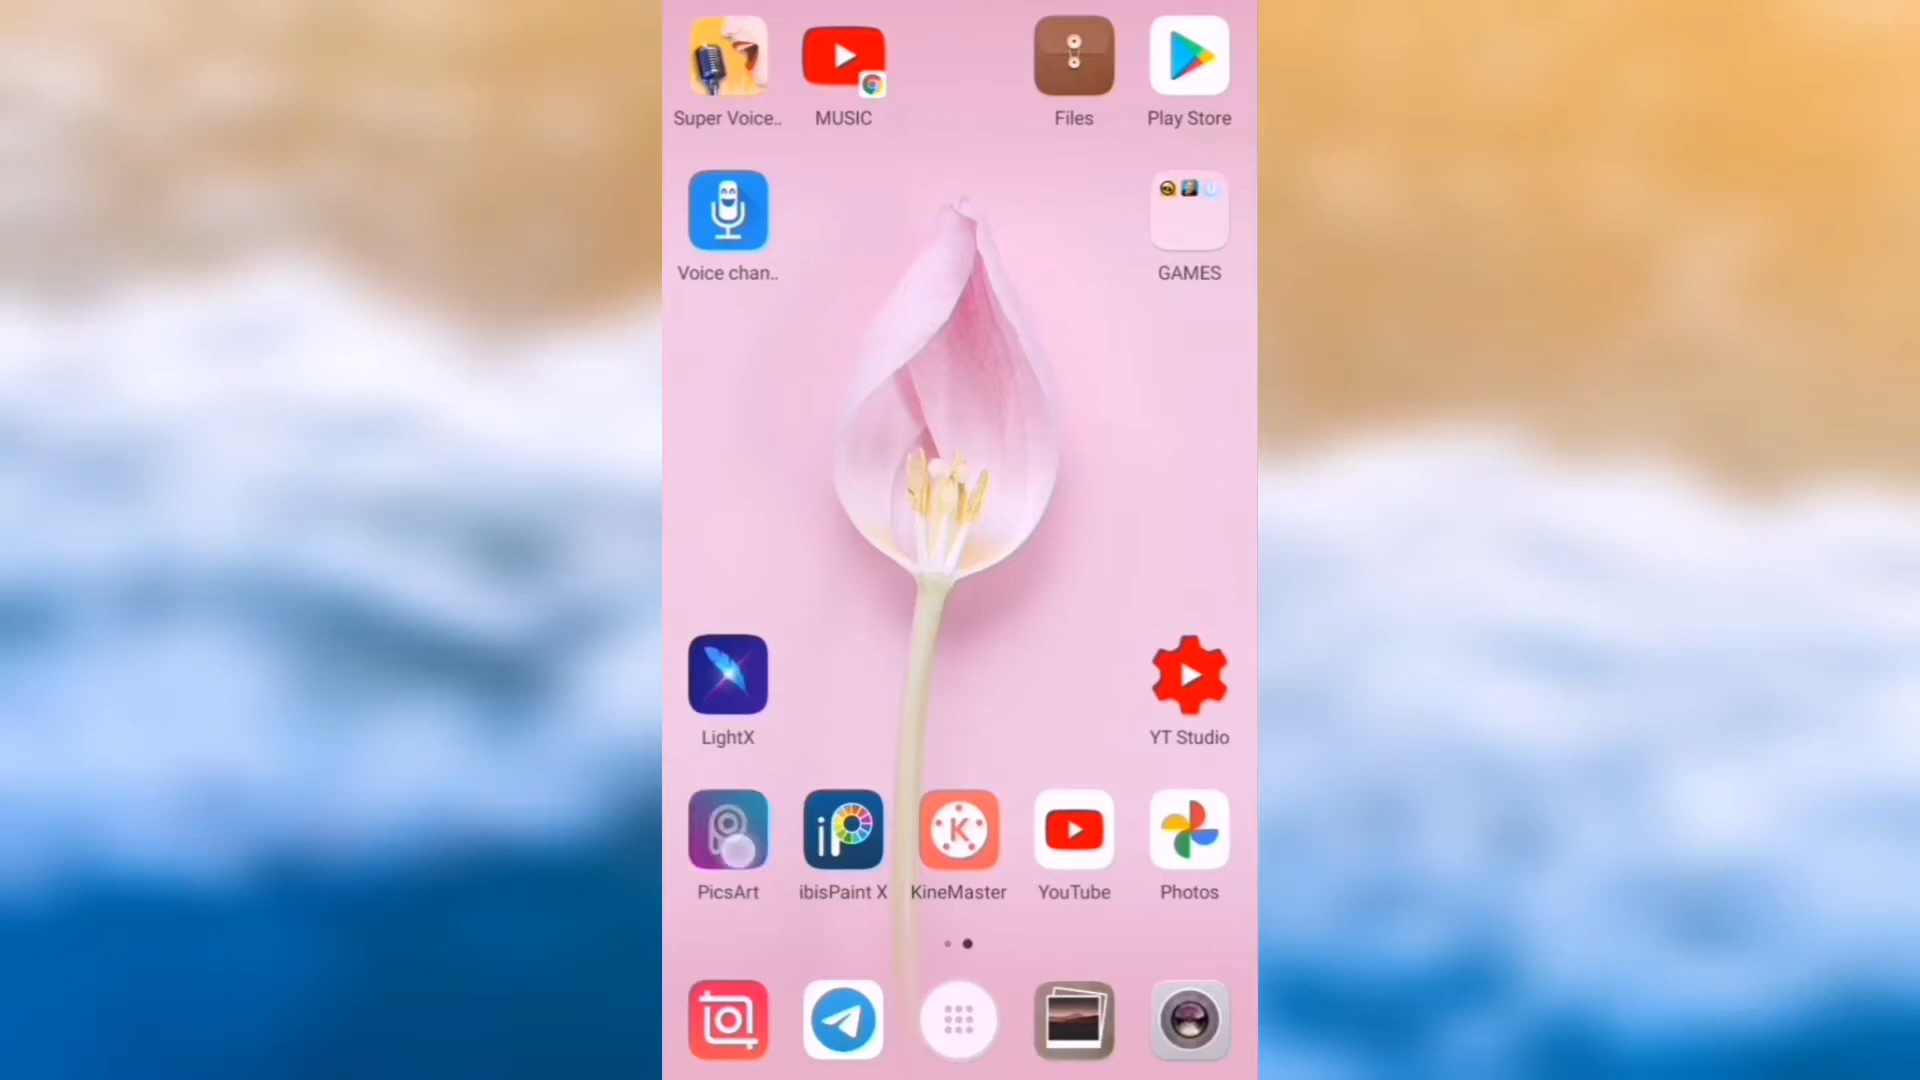 Super Voice.. MUSIC Files Play Store
Voice chan.. GAMES
LightX YT Studio
PicsArt ibisPaint X KineMaster YouTube Photos